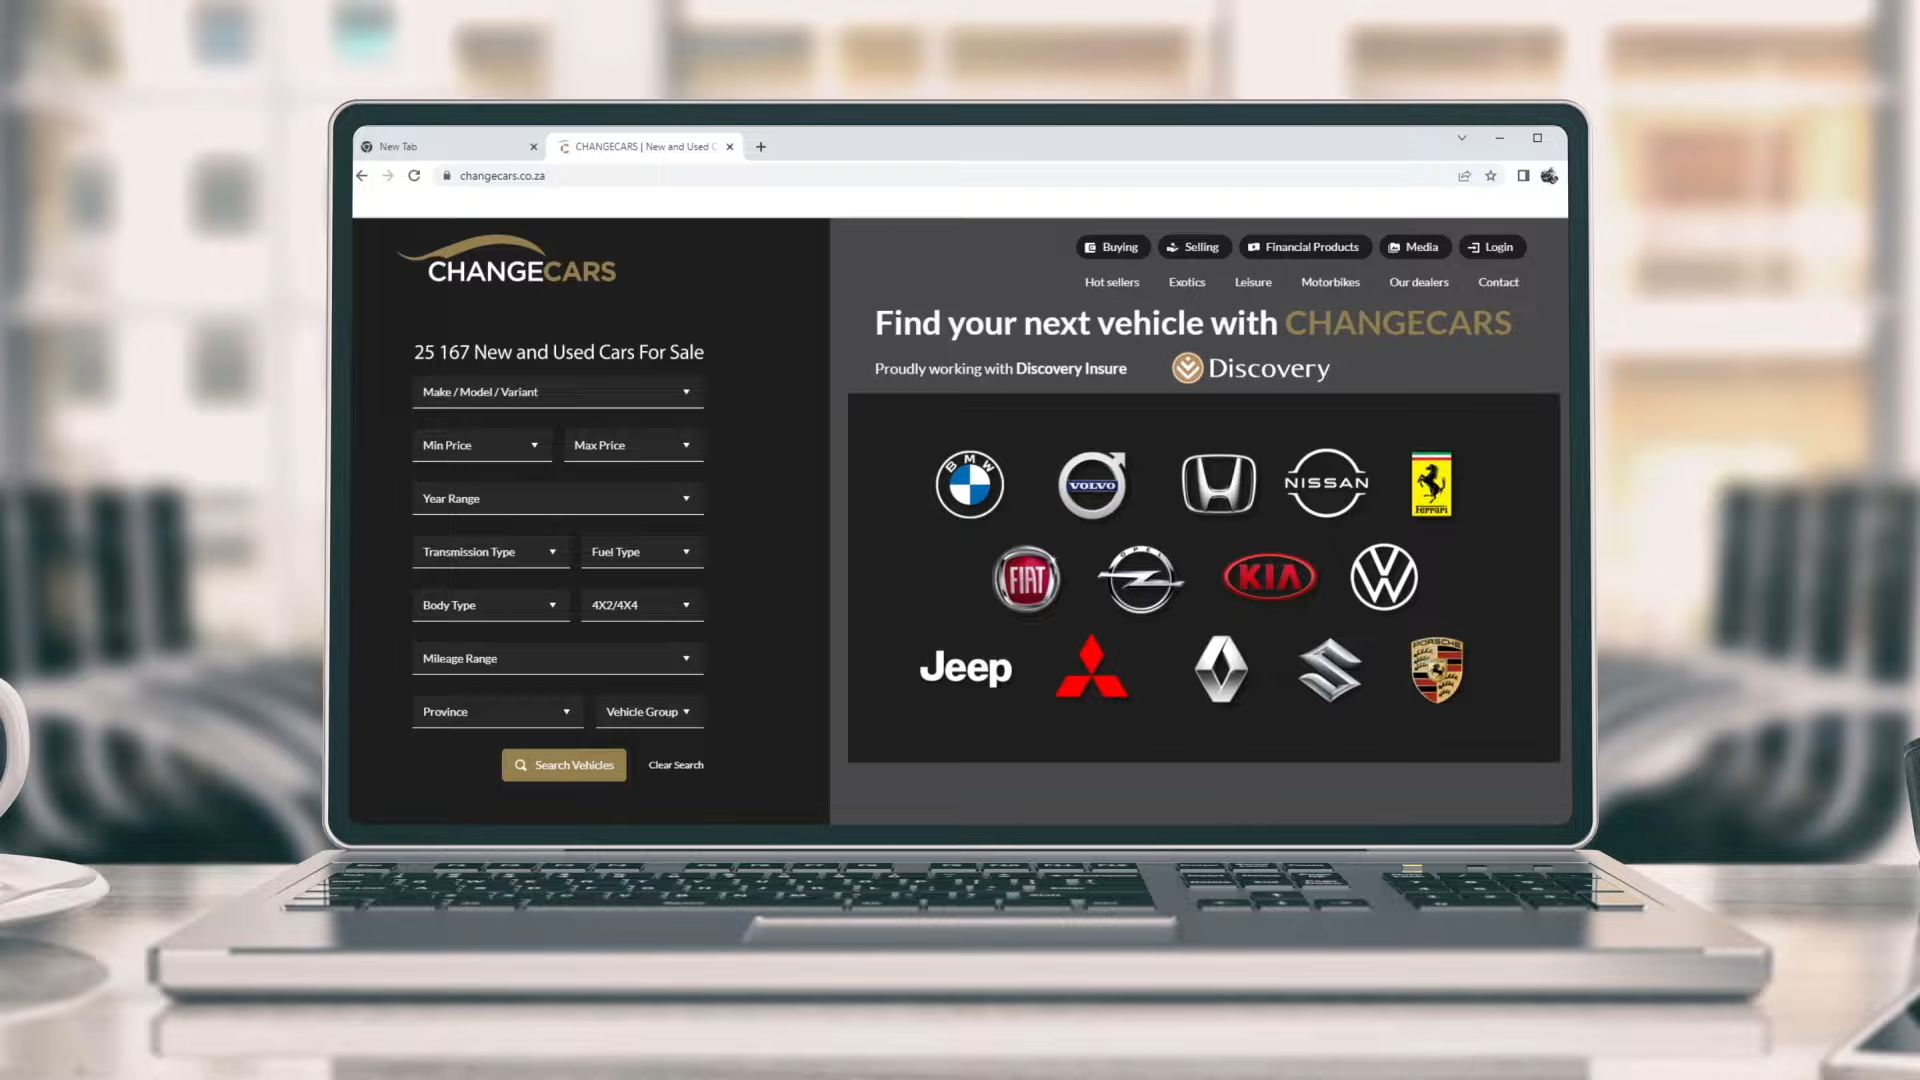 New Tab
CHANGECARS | New and Used C
changecars.co.za
CHANGECARS
Buying Selling Financial Products Media Login
Hot sellers Exotics Leisure Motorbikes Our dealers Contact
Find your next vehicle with CHANGECARS
Proudly working with Discovery Insure Discovery
25 167 New and Used Cars For Sale
Make / Model / Variant
Min Price Max Price
Year Range
Transmission Type Fuel Type
Body Type 4X2/4X4
Mileage Range
Province Vehicle Group
Search Vehicles Clear Search
BMW VOLVO NISSAN Ferrari
FIAT OPEL KIA
Jeep PORSCHE